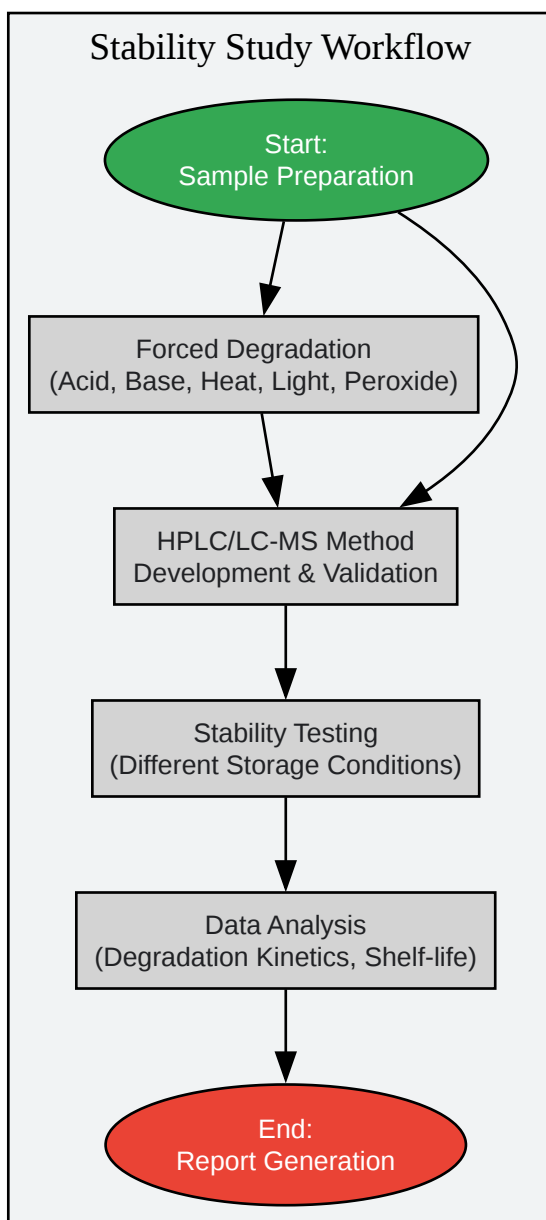 Stability Study Workflow
Start:
Sample Preparation
Forced Degradation
(Acid, Base, Heat, Light, Peroxide)
HPLC/LC-MS Method
Development & Validation
Stability Testing
(Different Storage Conditions)
Data Analysis
(Degradation Kinetics, Shelf-life)
End:
Report Generation